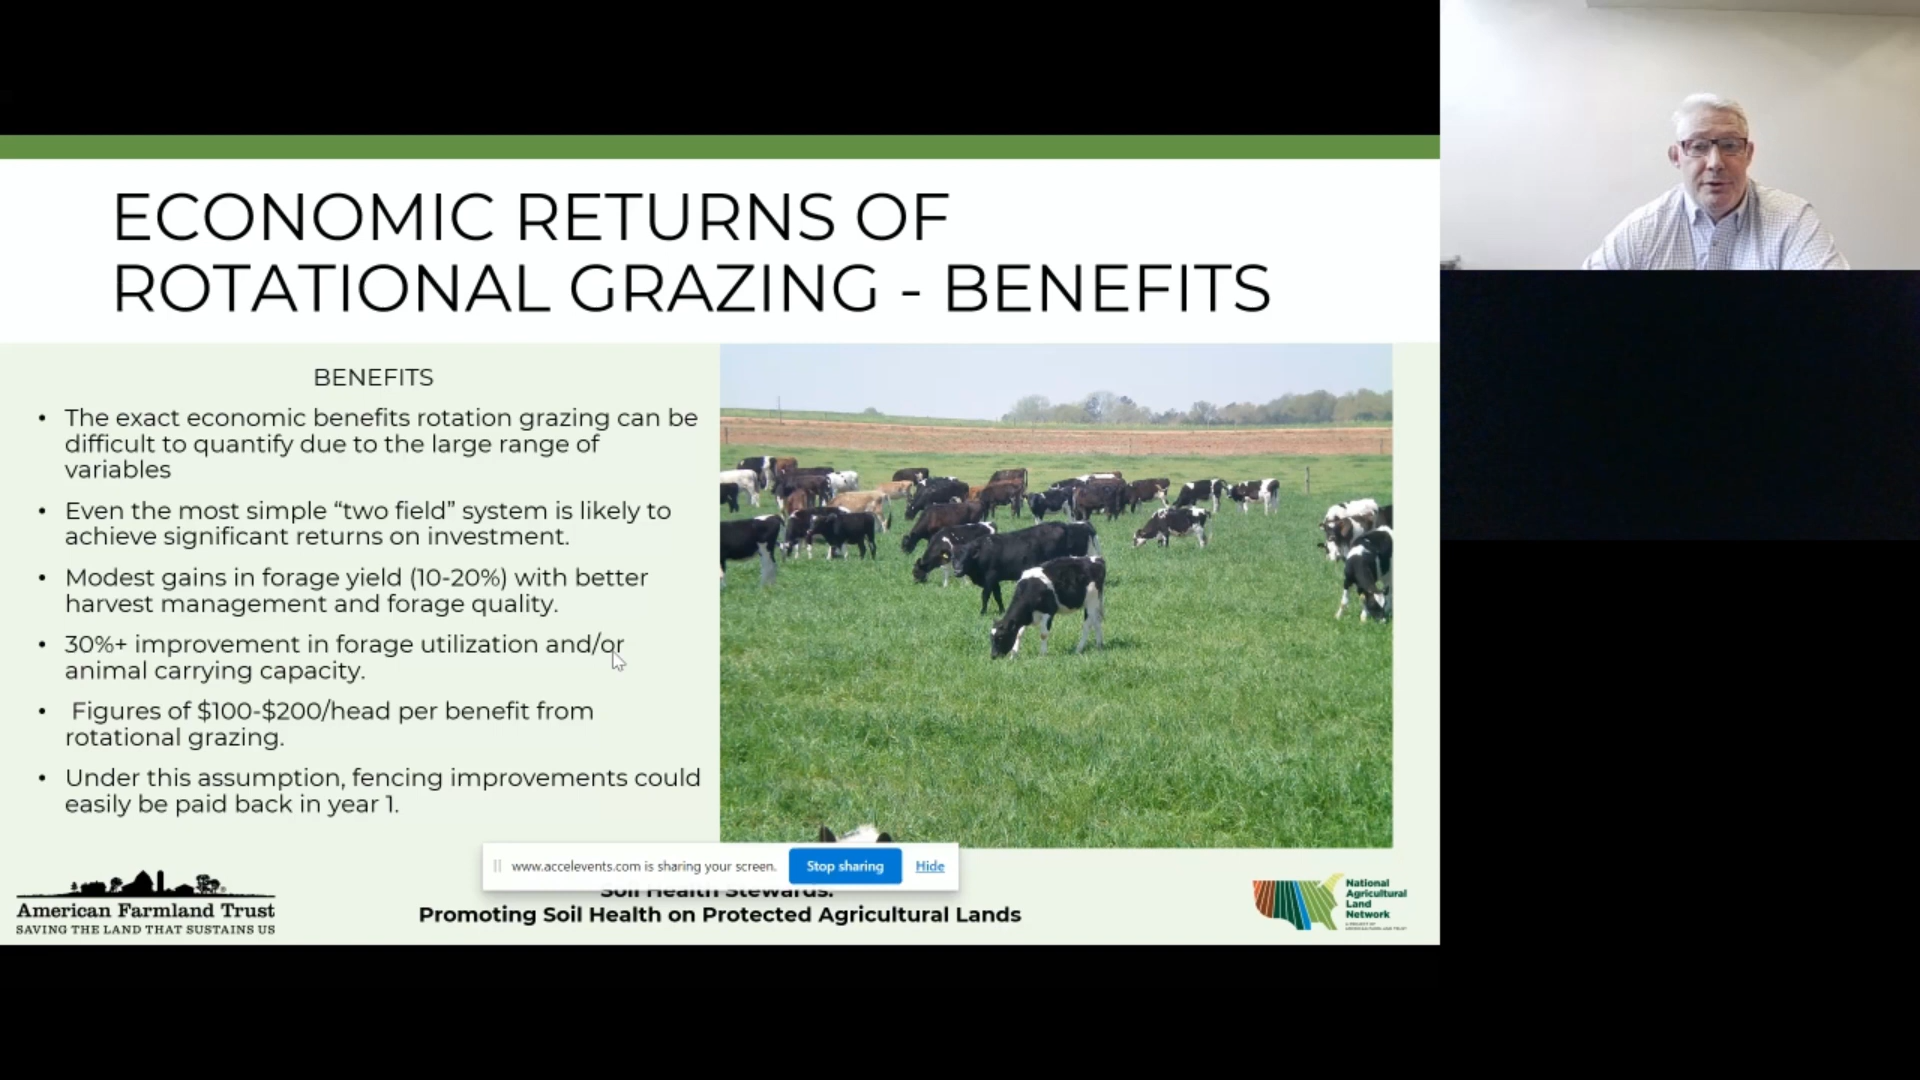 ECONOMIC RETURNS OF
ROTATIONAL GRAZING - BENEFITS
BENEFITS
• The exact economic benefits rotation grazing can be
difficult to quantify due to the large range of
variables
• Even the most simple “two field” system is likely to
achieve significant returns on investment.
• Modest gains in forage yield (10-20%) with better
harvest management and forage quality.
• 30%+ improvement in forage utilization and/or
animal carrying capacity.
• Figures of $100-$200/head per benefit from
rotational grazing.
• Under this assumption, fencing improvements could
easily be paid back in year 1.
www.accelevents.com is sharing your screen. Stop sharing Hide
American Farmland Trust
SAVING THE LAND THAT SUSTAINS US
Soil Health Stewards:
Promoting Soil Health on Protected Agricultural Lands
National
Agricultural
Land
Network